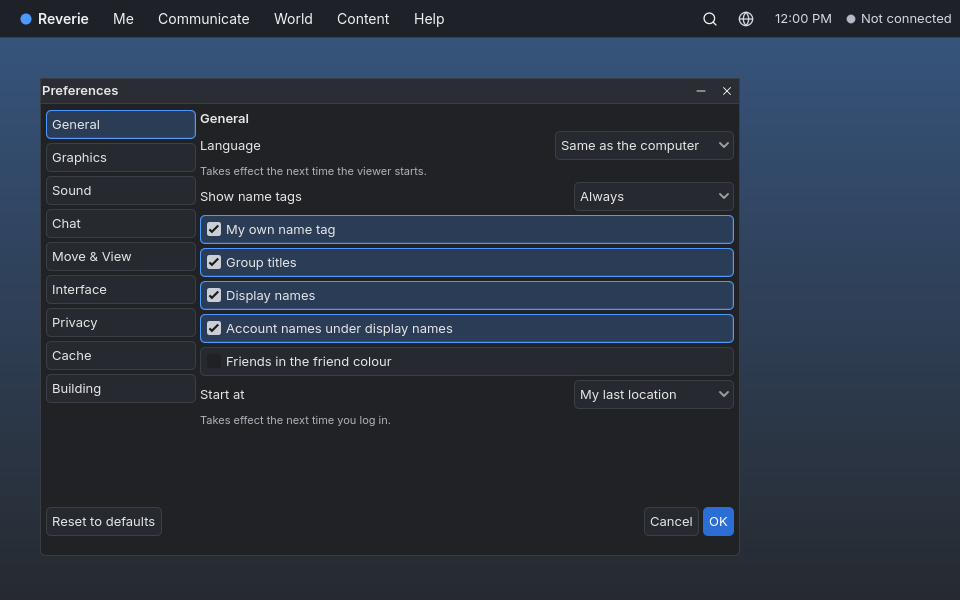 Reverie Me Communicate World Content Help 12:00 PM Not connected
Preferences
General
Graphics
Sound
Chat
Move & View
Interface
Privacy
Cache
Building
General
Language Same as the computer
Takes effect the next time the viewer starts.
Show name tags Always
My own name tag
Group titles
Display names
Account names under display names
Friends in the friend colour
Start at My last location
Takes effect the next time you log in.
Reset to defaults Cancel OK